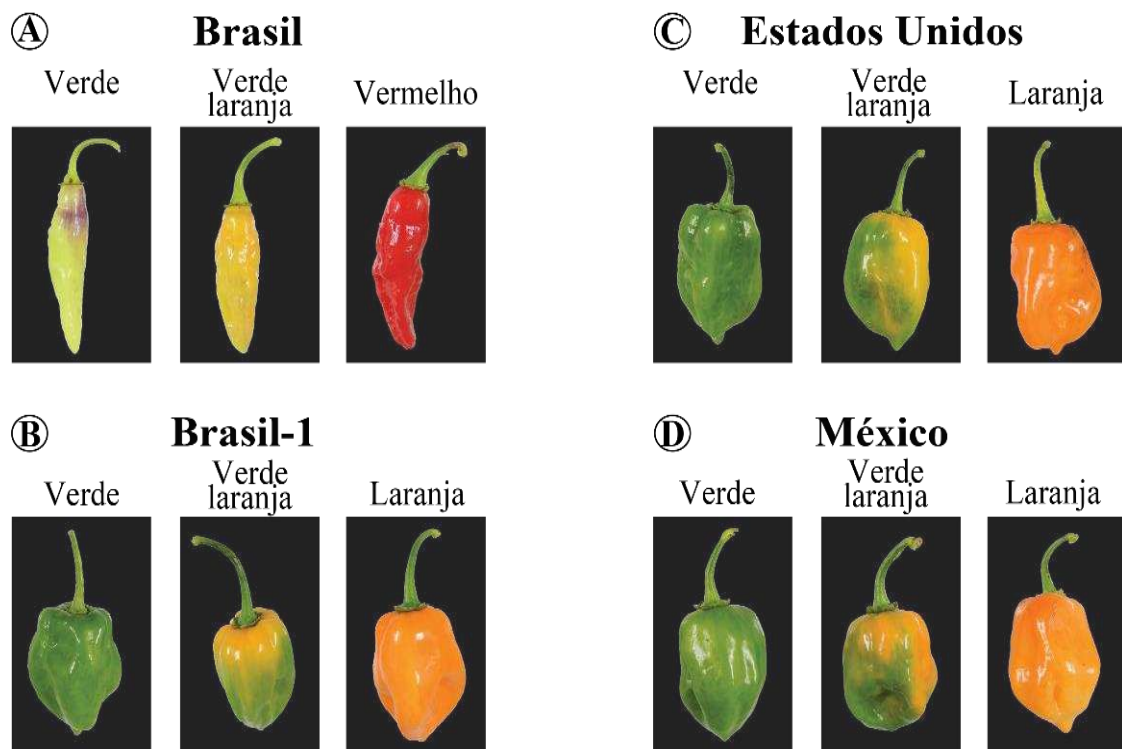 A Brasil
Verde
Verde
laranja
Vermelho
C Estados Unidos
Verde
Verde
laranja
Laranja
B Brasil-1
Verde
Verde
laranja
Laranja
D México
Verde
Verde
laranja
Laranja